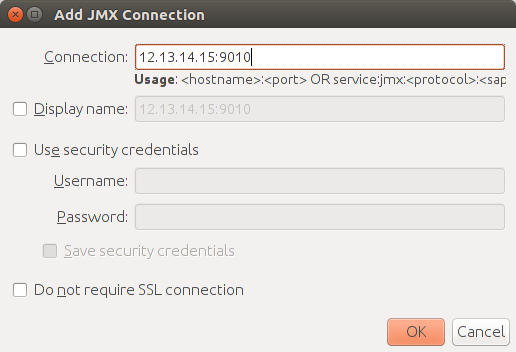 Add JMX Connection
Connection: 12.13.14.15:9010
Usage: <hostname>:<port> OR service:jmx:<protocol>:<sap
Display name: 12.13.14.15:9010
Use security credentials
Username:
Password:
Save security credentials
Do not require SSL connection
OK Cancel